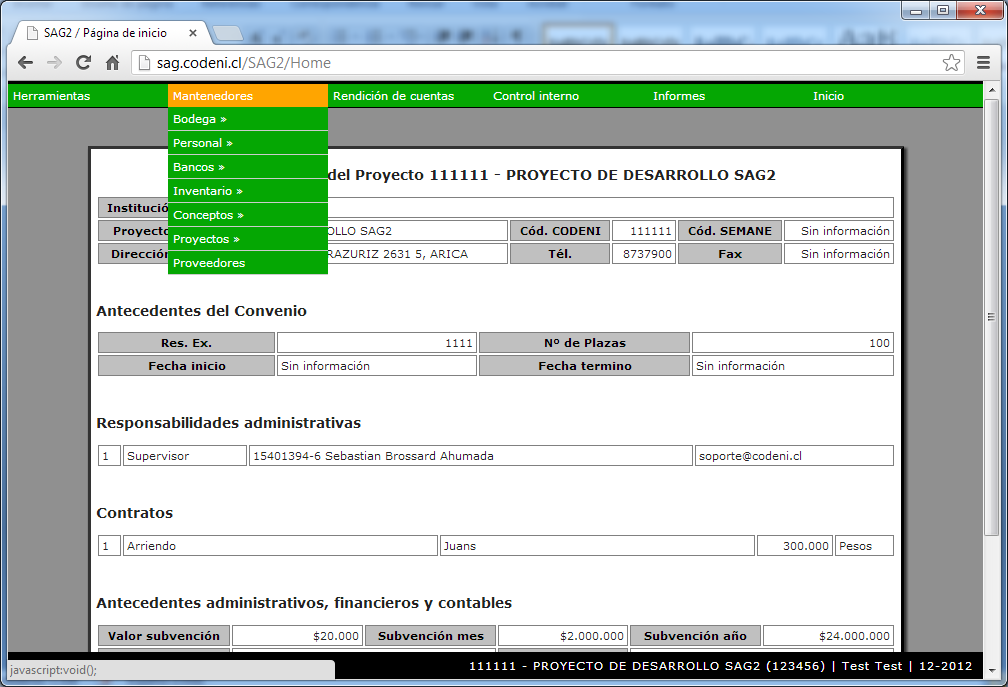 SAG2 / Página de inicio
sag.codeni.cl/SAG2/Home
Herramientas Mantenedores Rendición de cuentas Control interno Informes Inicio
Bodega »
Personal »
Bancos »
Inventario »
Conceptos »
Proyectos »
Proveedores
del Proyecto 111111 - PROYECTO DE DESARROLLO SAG2
Institució
Proyecto OLLO SAG2 Cód. CODENI 111111 Cód. SEMANE Sin información
Dirección RAZURIZ 2631 5, ARICA Tél. 8737900 Fax Sin información
Antecedentes del Convenio
Res. Ex. 1111 Nº de Plazas 100
Fecha inicio Sin información Fecha termino Sin información
Responsabilidades administrativas
1 Supervisor 15401394-6 Sebastian Brossard Ahumada soporte@codeni.cl
Contratos
1 Arriendo Juans 300.000 Pesos
Antecedentes administrativos, financieros y contables
Valor subvención $20.000 Subvención mes $2.000.000 Subvención año $24.000.000
javascript:void();
111111 - PROYECTO DE DESARROLLO SAG2 (123456) | Test Test | 12-2012